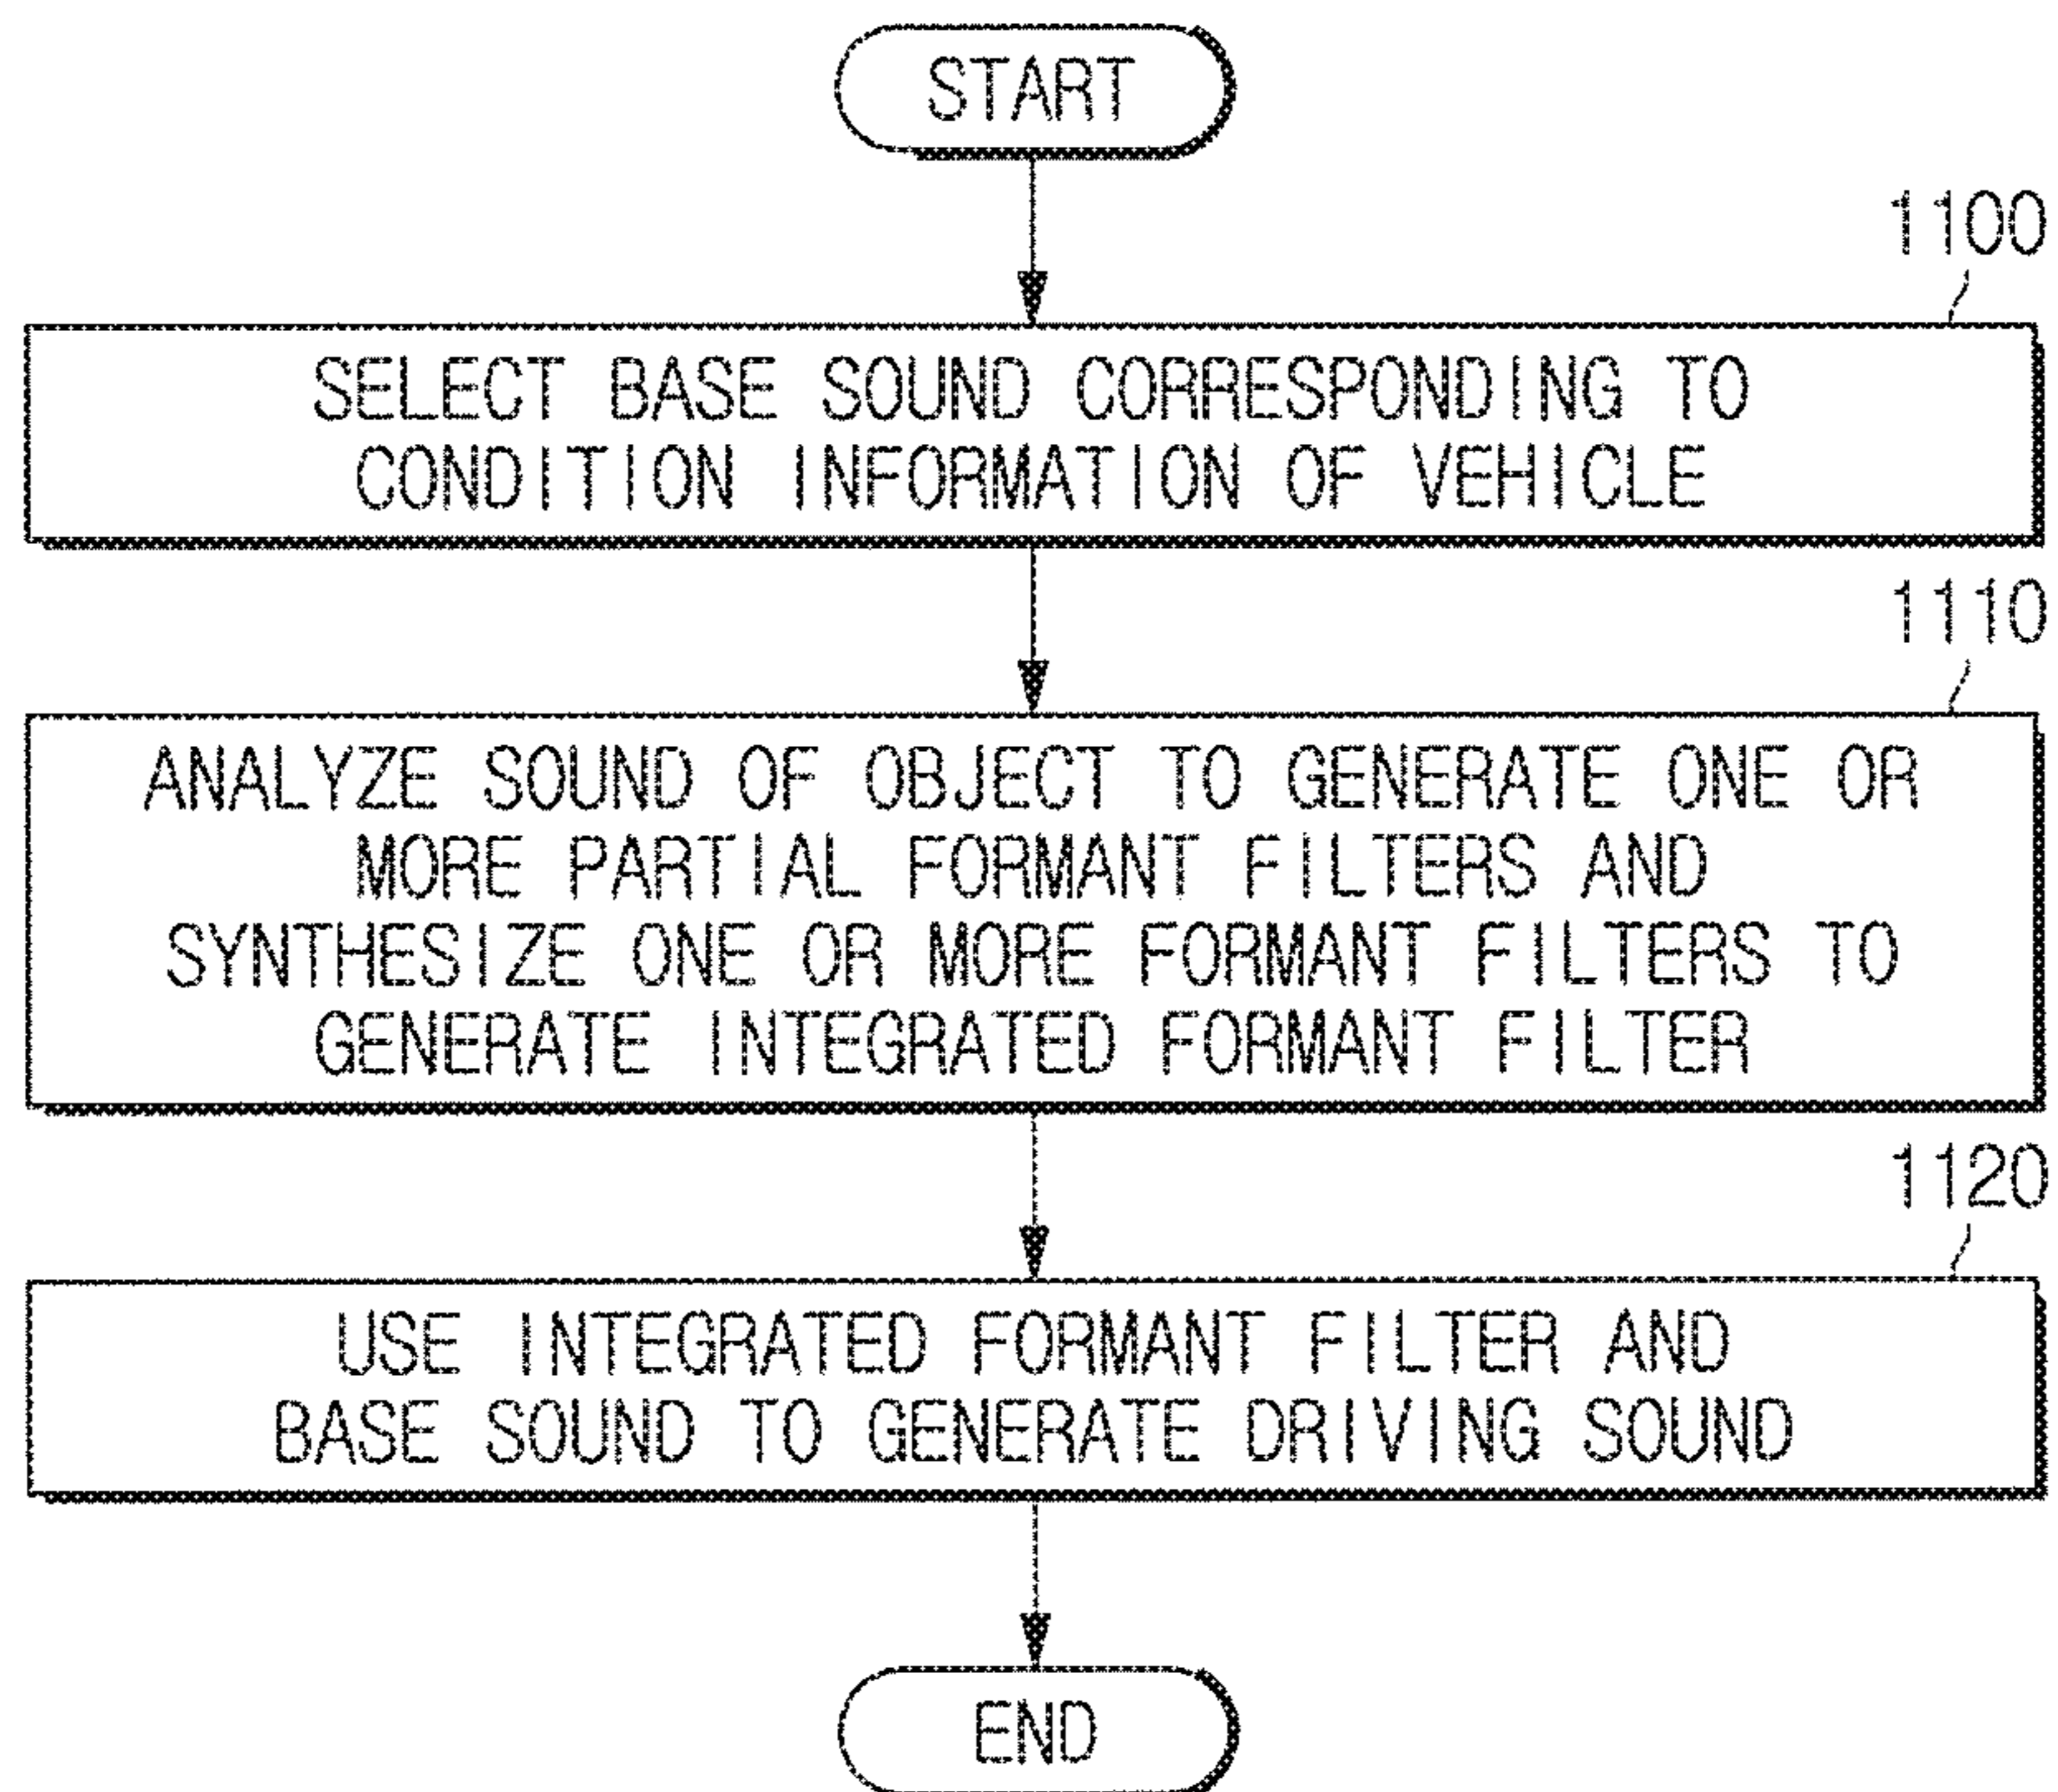 START
1100
SELECT BASE SOUND CORRESPONDING TO
CONDITION INFORMATION OF VEHICLE
1110
ANALYZE SOUND OF OBJECT TO GENERATE ONE OR
MORE PARTIAL FORMANT FILTERS AND
SYNTHESIZE ONE OR MORE FORMANT FILTERS TO
GENERATE INTEGRATED FORMANT FILTER
1120
USE INTEGRATED FORMANT FILTER AND
BASE SOUND TO GENERATE DRIVING SOUND
END